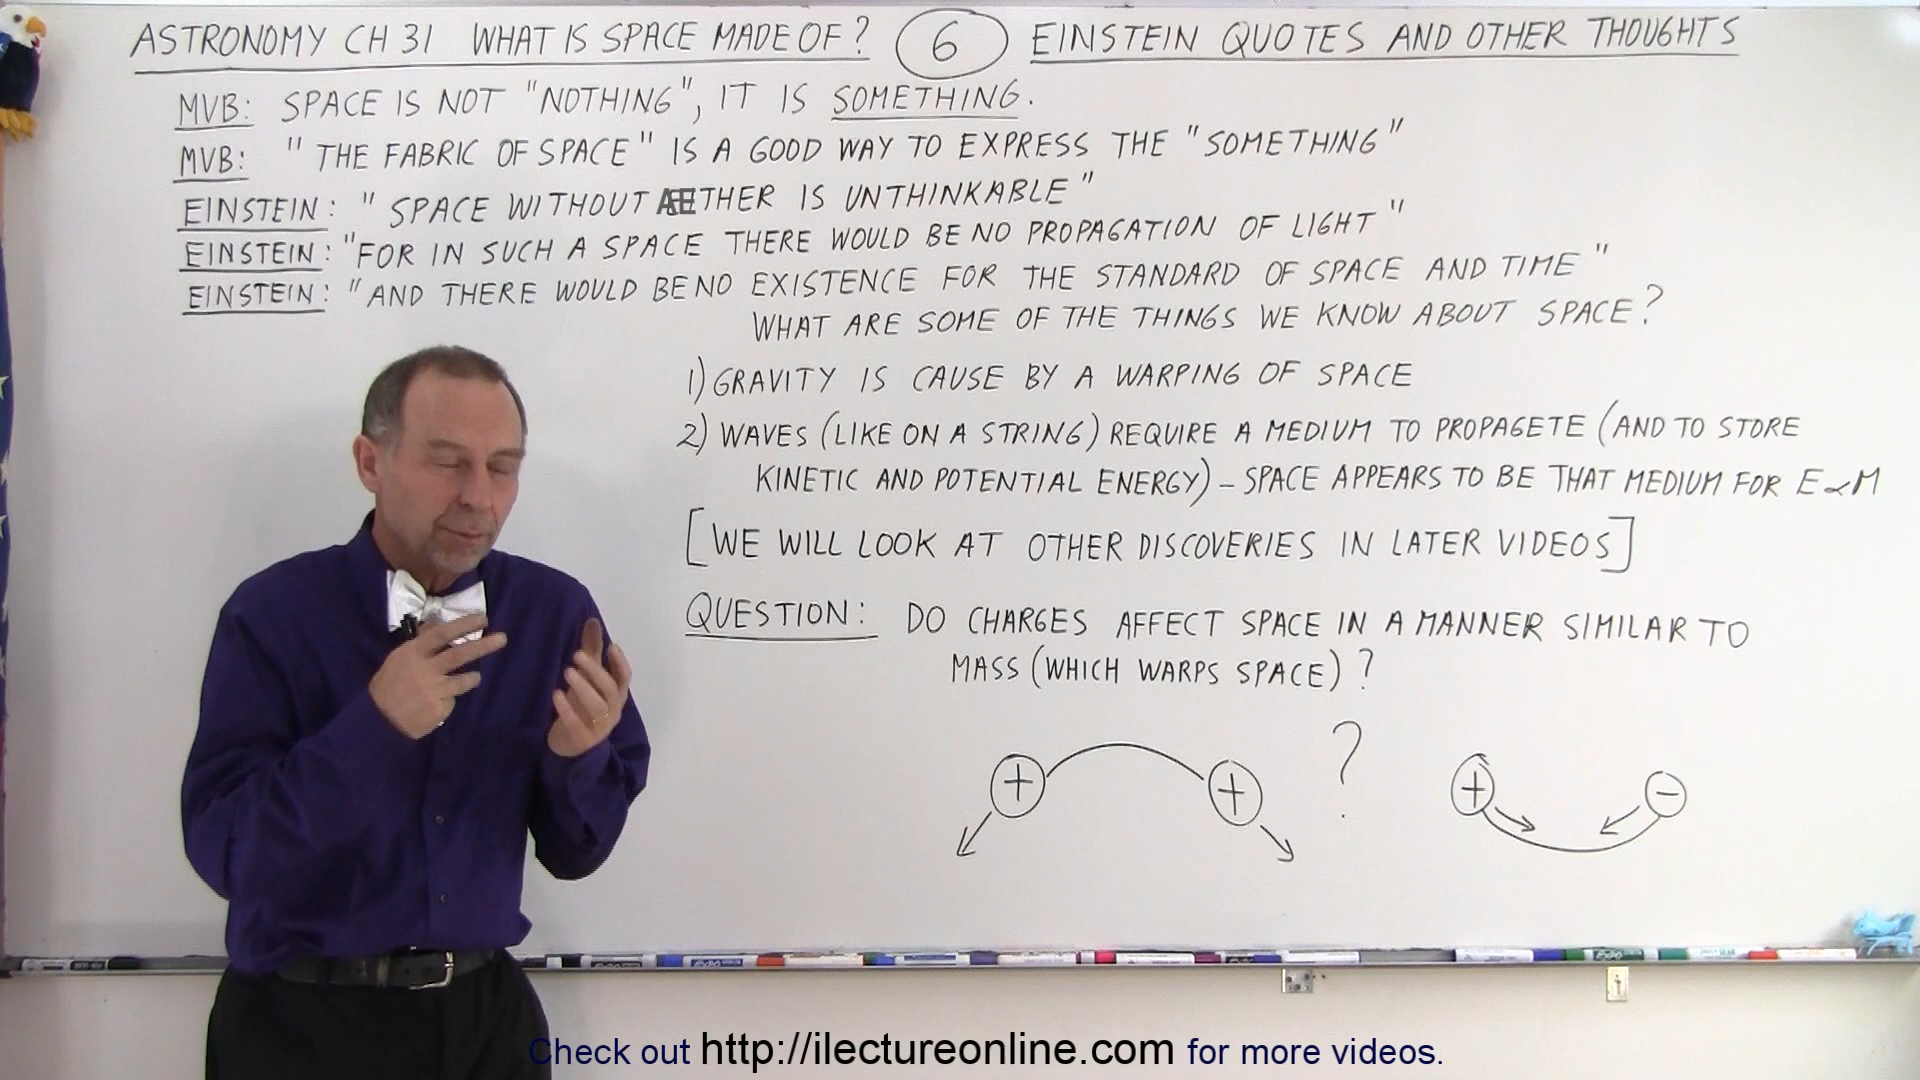 ASTRONOMY CH 31 WHAT IS SPACE MADE OF? 6 EINSTEIN QUOTES AND OTHER THOUGHTS
MVB: SPACE IS NOT "NOTHING", IT IS SOMETHING.
MVB: "THE FABRIC OF SPACE" IS A GOOD WAY TO EXPRESS THE "SOMETHING"
EINSTEIN: "SPACE WITHOUT AETHER IS UNTHINKABLE"
EINSTEIN: "FOR IN SUCH A SPACE THERE WOULD BE NO PROPAGATION OF LIGHT"
EINSTEIN: "AND THERE WOULD BE NO EXISTENCE FOR THE STANDARD OF SPACE AND TIME"
WHAT ARE SOME OF THE THINGS WE KNOW ABOUT SPACE?
1) GRAVITY IS CAUSE BY A WARPING OF SPACE
2) WAVES (LIKE ON A STRING) REQUIRE A MEDIUM TO PROPAGETE (AND TO STORE
KINETIC AND POTENTIAL ENERGY) – SPACE APPEARS TO BE THAT MEDIUM FOR E&M
[WE WILL LOOK AT OTHER DISCOVERIES IN LATER VIDEOS]
QUESTION: DO CHARGES AFFECT SPACE IN A MANNER SIMILAR TO
MASS (WHICH WARPS SPACE)?
+ + ? + −
Check out http://ilectureonline.com for more videos.